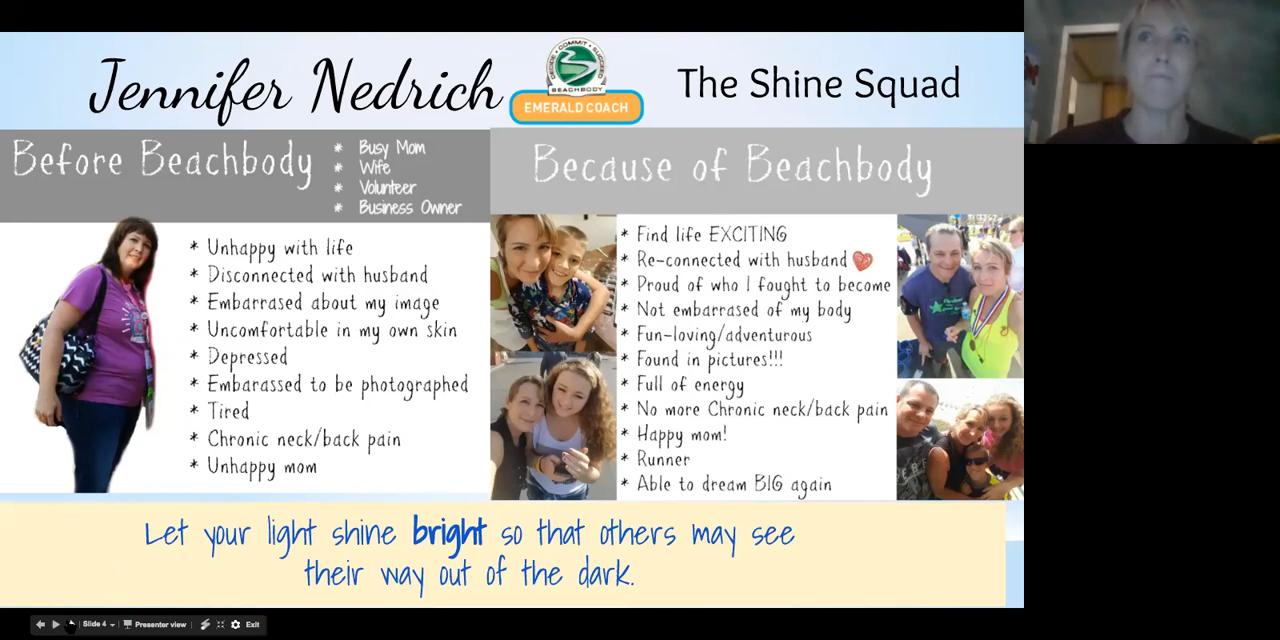 Jennifer Nedrich
DECIDE • COMMIT • SUCCEED
BEACHBODY
EMERALD COACH
The Shine Squad
Before Beachbody
* Busy Mom
* Wife
* Volunteer
* Business Owner
* Unhappy with life
* Disconnected with husband
* Embarrased about my image
* Uncomfortable in my own skin
* Depressed
* Embarassed to be photographed
* Tired
* Chronic neck/back pain
* Unhappy mom
Because of Beachbody
* Find life EXCITING
* Re-connected with husband
* Proud of who I fought to become
* Not embarrased of my body
* Fun-loving/adventurous
* Found in pictures!!!
* Full of energy
* No more Chronic neck/back pain
* Happy mom!
* Runner
* Able to dream BIG again
Let your light shine bright so that others may see
their way out of the dark.
Slide 4
Presenter view
Exit